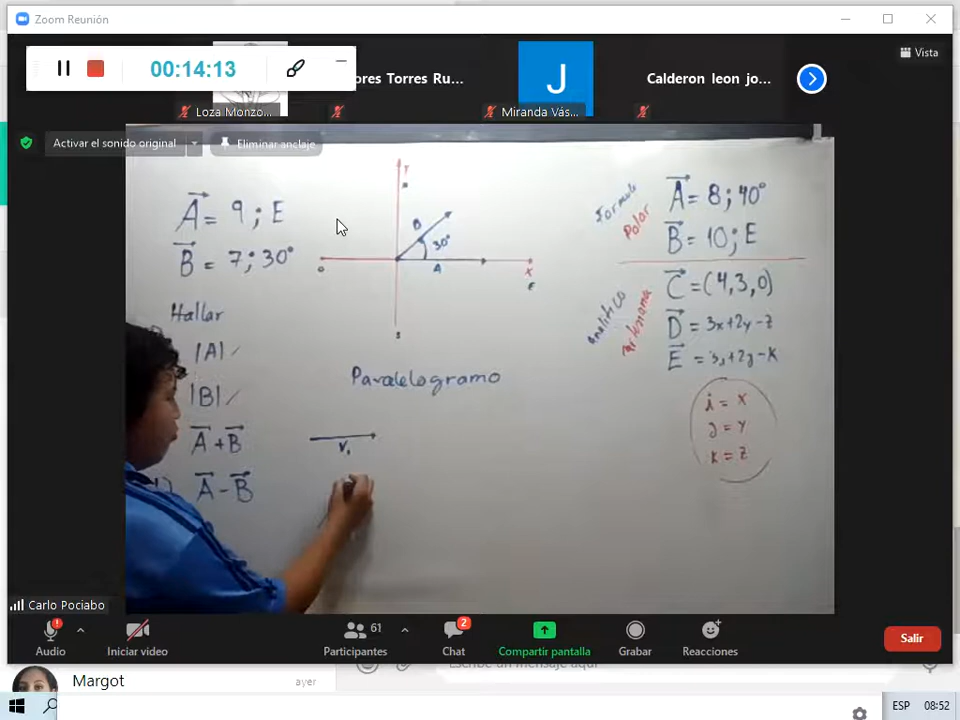 Zoom Reunión
00:14:13
ores Torres Ru...
J
Calderon leon jo...
Vista
Loza Monzo...
Miranda Vás...
Activar el sonido original
Eliminar anclaje
A = 9 ; E
B = 7 ; 30°
Hallar
|A|
|B|
A + B
A - B
Y
B
30°
O
A
X
E
S
Paralelogramo
V₁
Formula
Polar
A = 8 ; 40°
B = 10 ; E
analitico
C = (4,3,0)
D = 3x+2y-z
E = 3i+2j-k
i = x
j = y
k = z
Carlo Pociabo
Audio
Iniciar video
61
Participantes
2
Chat
Compartir pantalla
Grabar
Reacciones
Salir
Escribe un mensaje aquí
Margot
ayer
ESP
08:52